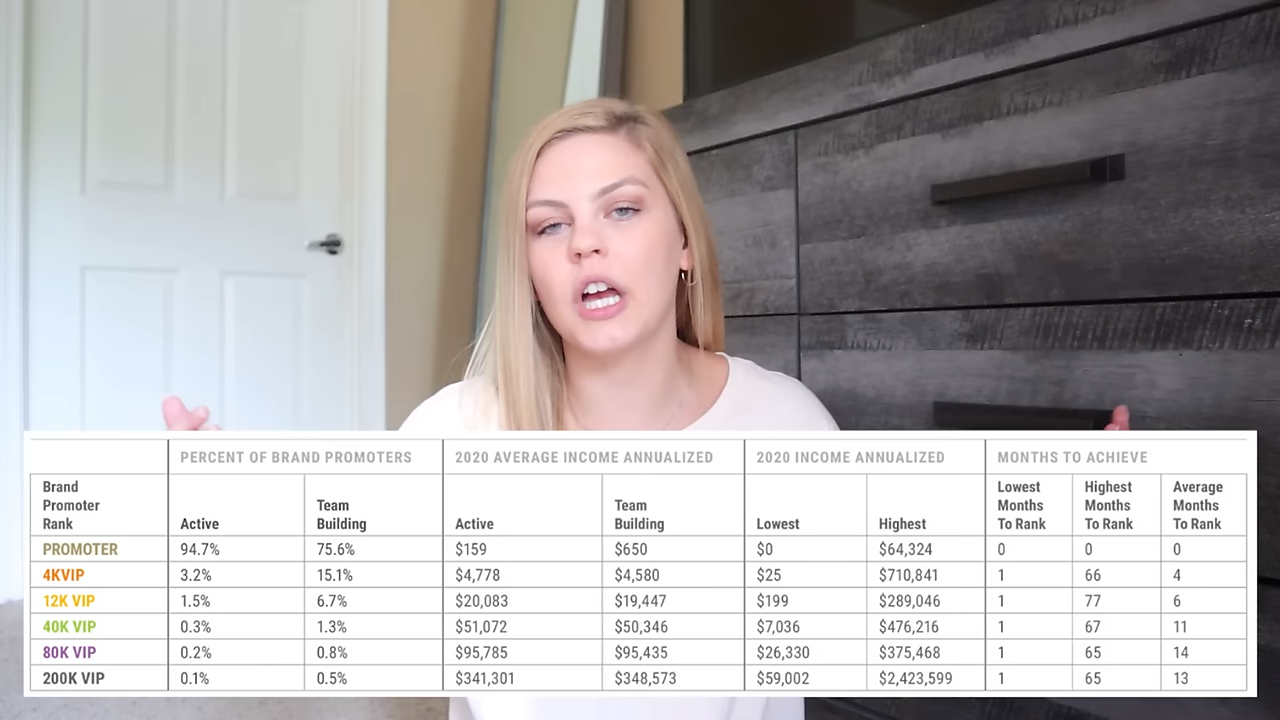 PERCENT OF BRAND PROMOTERS 2020 AVERAGE INCOME ANNUALIZED 2020 INCOME ANNUALIZED MONTHS TO ACHIEVE
Brand Promoter Rank Active Team Building Active Team Building Lowest Highest Lowest Months To Rank Highest Months To Rank Average Months To Rank
PROMOTER 94.7% 75.6% $159 $650 $0 $64,324 0 0 0
4KVIP 3.2% 15.1% $4,778 $4,580 $25 $710,841 1 66 4
12K VIP 1.5% 6.7% $20,083 $19,447 $199 $289,046 1 77 6
40K VIP 0.3% 1.3% $51,072 $50,346 $7,036 $476,216 1 67 11
80K VIP 0.2% 0.8% $95,785 $95,435 $26,330 $375,468 1 65 14
200K VIP 0.1% 0.5% $341,301 $348,573 $59,002 $2,423,599 1 65 13